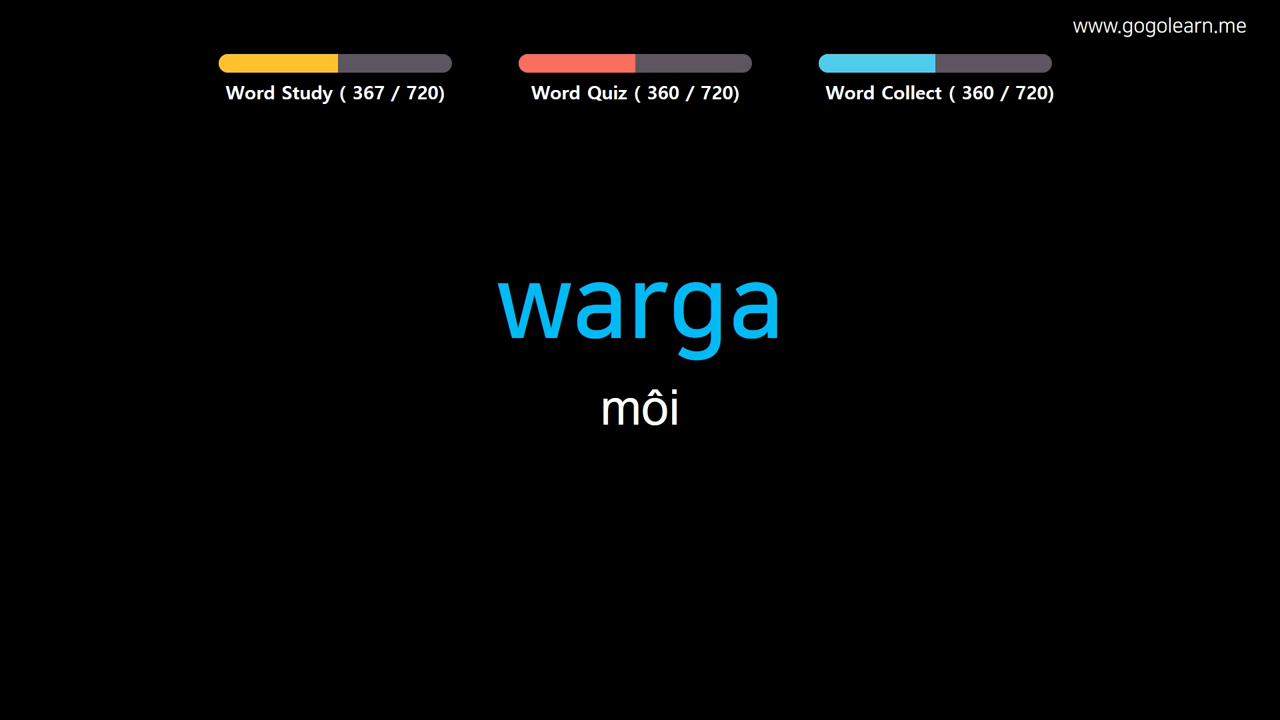 www.gogolearn.me
Word Study ( 367 / 720)
Word Quiz ( 360 / 720)
Word Collect ( 360 / 720)
warga
môi